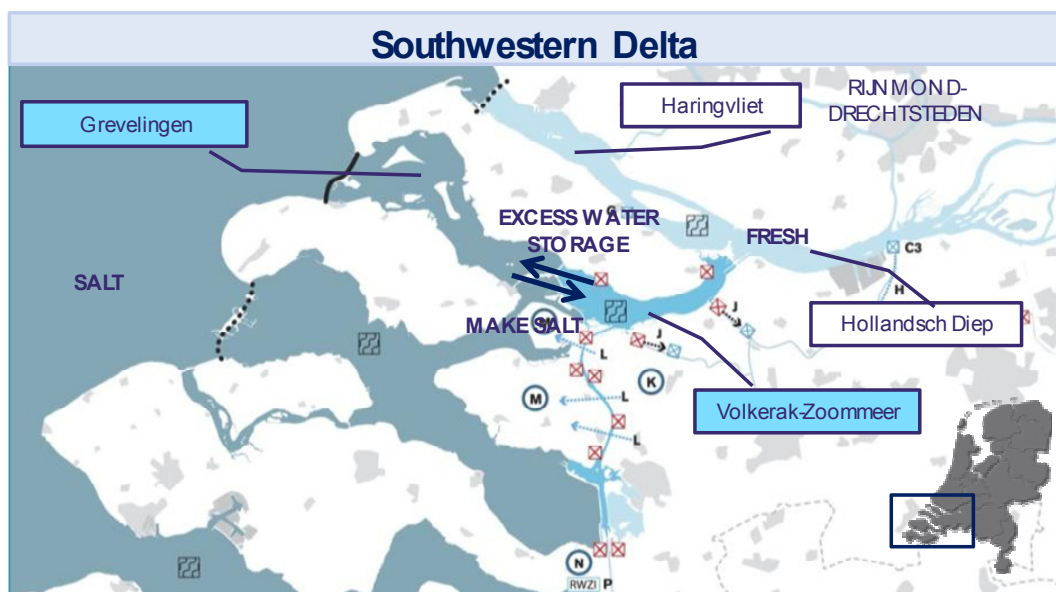 Southwestern Delta
Grevelingen
Haringvliet
RIJNMOND-
DRECHTSTEDEN
EXCESS WATER
STORAGE
FRESH
C3
SALT
H
MAKE SALT
J
J
Hollandsch Diep
L
K
M
L
Volkerak-Zoommeer
L
N
RWZI P